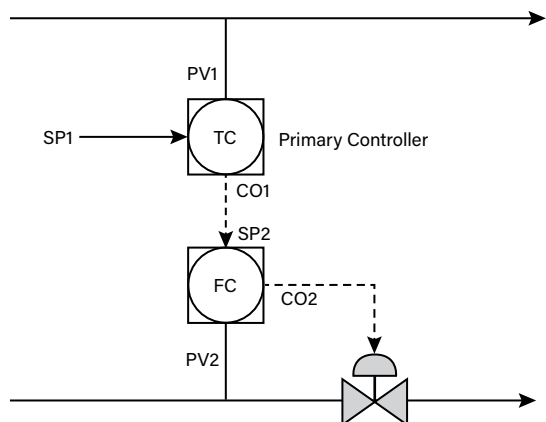 PV1
SP1
TC
Primary Controller
CO1
SP2
FC
CO2
PV2